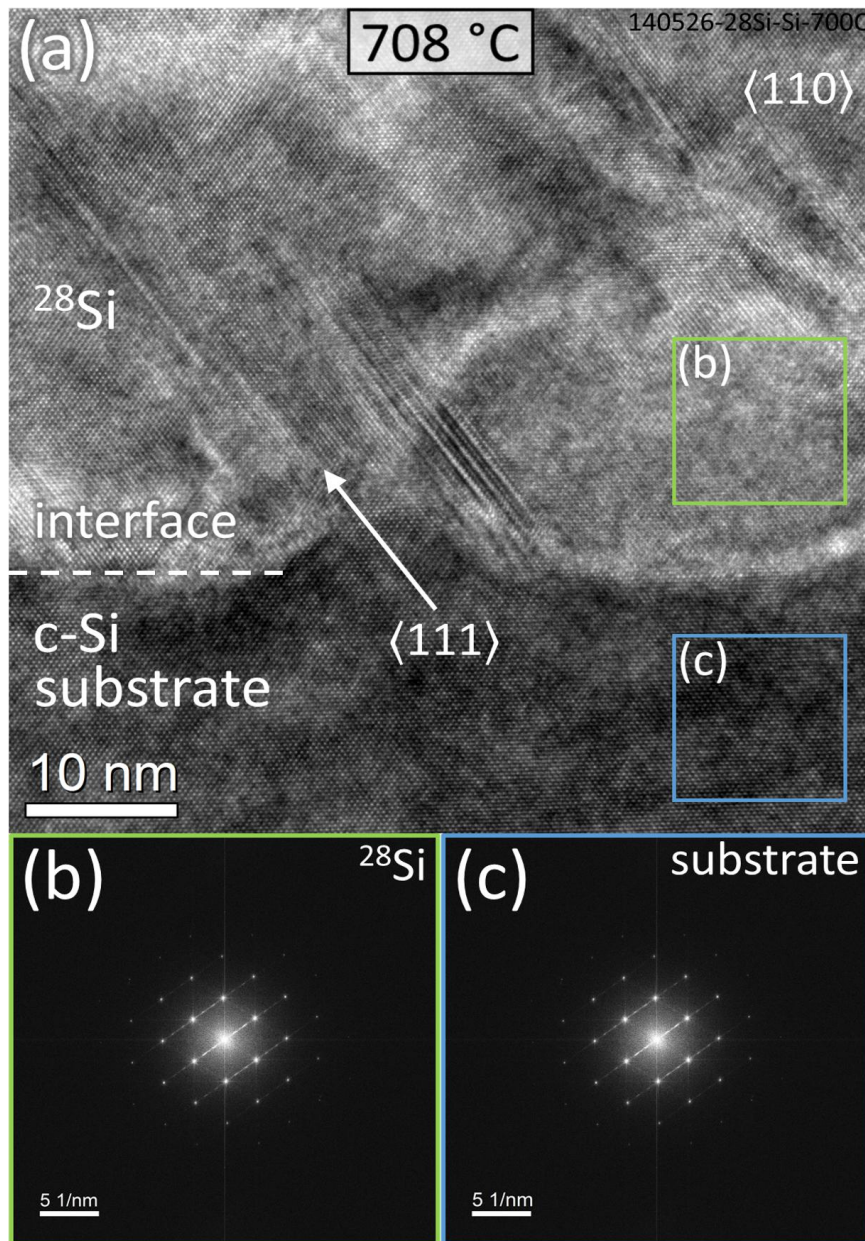 (a)
708 °C
140526-28Si-Si-700C
⟨110⟩
²⁸Si
(b)
interface
⟨111⟩
c-Si
substrate
(c)
10 nm
(b)
²⁸Si
5 1/nm
(c)
substrate
5 1/nm